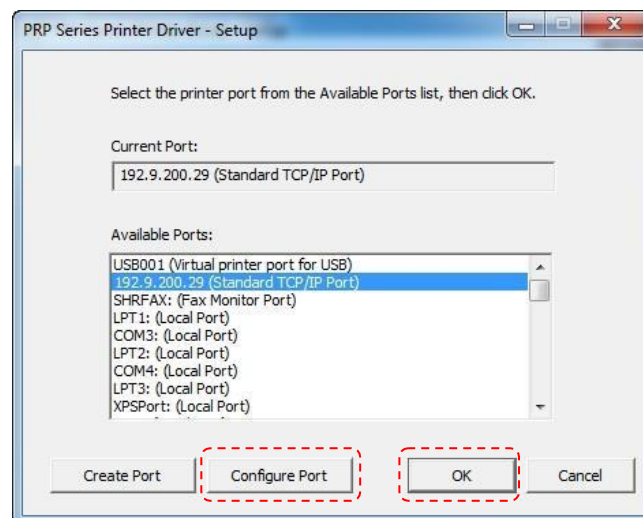 PRP Series Printer Driver - Setup
Select the printer port from the Available Ports list, then click OK.
Current Port:
192.9.200.29 (Standard TCP/IP Port)
Available Ports:
USB001 (Virtual printer port for USB)
192.9.200.29 (Standard TCP/IP Port)
SHRFAX: (Fax Monitor Port)
LPT1: (Local Port)
COM3: (Local Port)
LPT2: (Local Port)
COM4: (Local Port)
LPT3: (Local Port)
XPSPort: (Local Port)
Create Port Configure Port OK Cancel